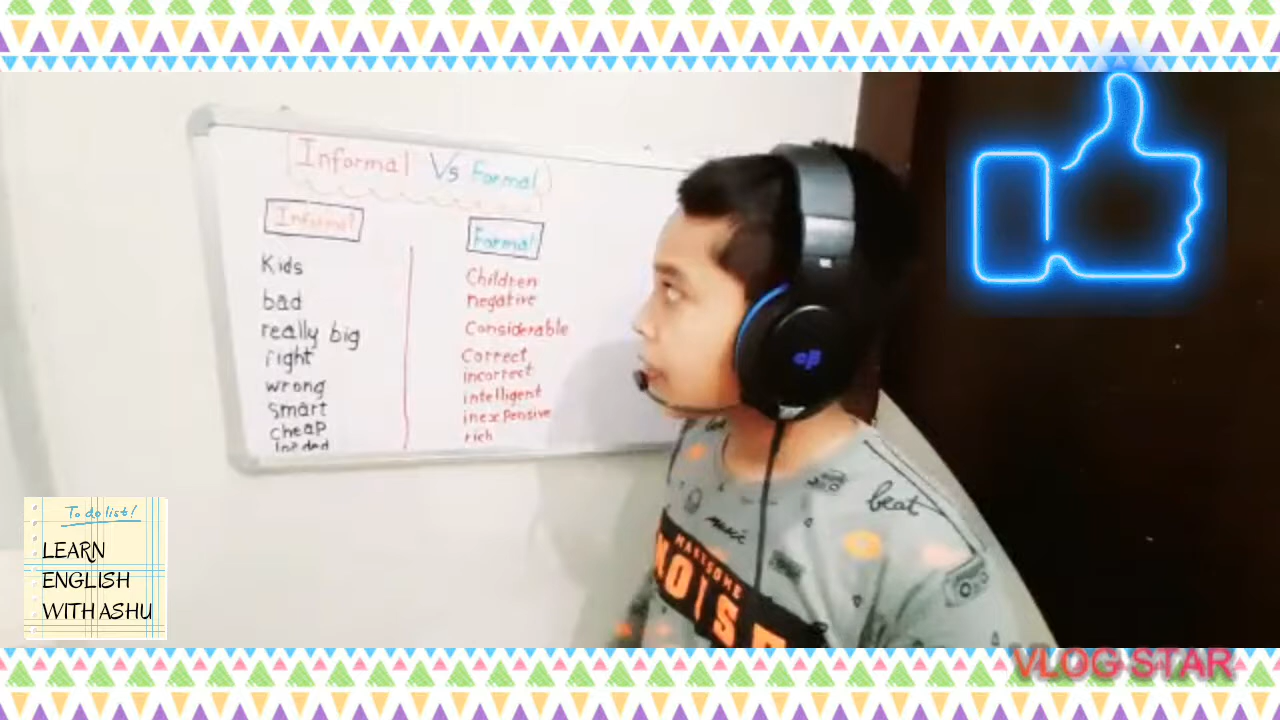 Informal Vs Formal
Informal
Formal
Kids
Children
bad
negative
really big
Considerable
right
Correct
wrong
incorrect
smart
intelligent
cheap
inexpensive
rich
To do list!
LEARN
ENGLISH
WITH ASHU
beat
music
NOISE
VLOG STAR